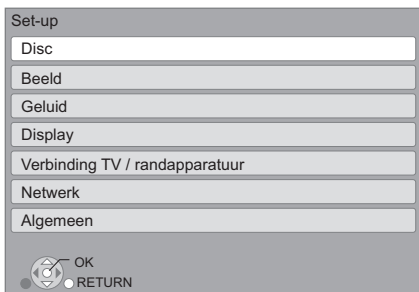 Set-up
Disc
Beeld
Geluid
Display
Verbinding TV / randapparatuur
Netwerk
Algemeen
OK
RETURN